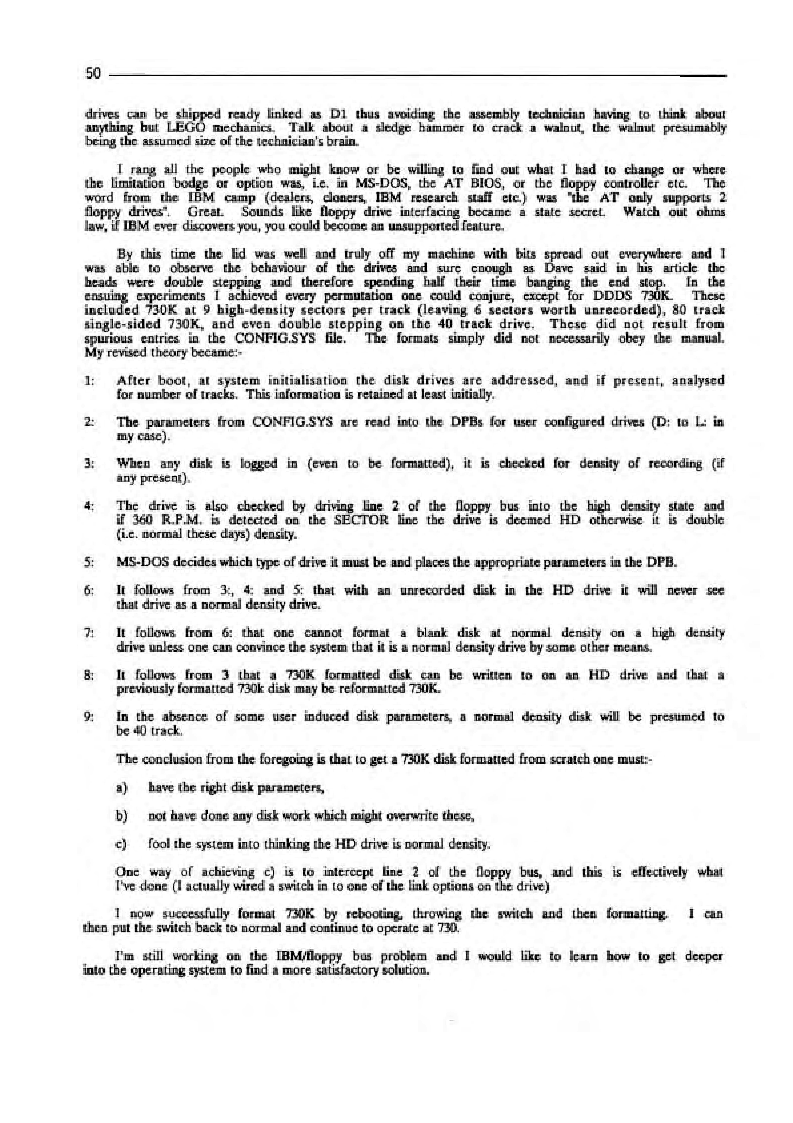 50
drives can be shipped ready linked as D1 thus avoiding the assembly technician having to think about
anything but LEGO mechanics. Talk about a sledge hammer to crack a walnut, the walnut presumably
being the assumed size of the technician's brain.
I rang all the people who might know or be willing to find out what I had to change or where
the limitation bodge or option was, i.e. in MS-DOS, the AT BIOS, or the floppy controller etc. The
word from the IBM camp (dealers, cloners, IBM research staff etc.) was "the AT only supports 2
floppy drives". Great. Sounds like floppy drive interfacing became a state secret. Watch out ohms
law, if IBM ever discovers you, you could become an unsupported feature.
By this time the lid was well and truly off my machine with bits spread out everywhere and I
was able to observe the behaviour of the drives and sure enough as Dave said in his article the
heads were double stepping and therefore spending half their time banging the end stop. In the
ensuing experiments I achieved every permutation one could conjure, except for DDDS 730K. These
included 730K at 9 high-density sectors per track (leaving 6 sectors worth unrecorded), 80 track
single-sided 730K, and even double stepping on the 40 track drive. These did not result from
spurious entries in the CONFIG.SYS file. The formats simply did not necessarily obey the manual.
My revised theory became:-
1: After boot, at system initialisation the disk drives are addressed, and if present, analysed
for number of tracks. This information is retained at least initially.
2: The parameters from CONFIG.SYS are read into the DPBs for user configured drives (D: to L: in
my case).
3: When any disk is logged in (even to be formatted), it is checked for density of recording (if
any present).
4: The drive is also checked by driving line 2 of the floppy bus into the high density state and
if 360 R.P.M. is detected on the SECTOR line the drive is deemed HD otherwise it is double
(i.e. normal these days) density.
5: MS-DOS decides which type of drive it must be and places the appropriate parameters in the DPB.
6: It follows from 3:, 4: and 5: that with an unrecorded disk in the HD drive it will never see
that drive as a normal density drive.
7: It follows from 6: that one cannot format a blank disk at normal density on a high density
drive unless one can convince the system that it is a normal density drive by some other means.
8: It follows from 3 that a 730K formatted disk can be written to on an HD drive and that a
previously formatted 730k disk may be reformatted 730K.
9: In the absence of some user induced disk parameters, a normal density disk will be presumed to
be 40 track.
The conclusion from the foregoing is that to get a 730K disk formatted from scratch one must:-
a) have the right disk parameters,
b) not have done any disk work which might overwrite these,
c) fool the system into thinking the HD drive is normal density.
One way of achieving c) is to intercept line 2 of the floppy bus, and this is effectively what
I've done (I actually wired a switch in to one of the link options on the drive)
I now successfully format 730K by rebooting, throwing the switch and then formatting. I can
then put the switch back to normal and continue to operate at 730.
I'm still working on the IBM/floppy bus problem and I would like to learn how to get deeper
into the operating system to find a more satisfactory solution.